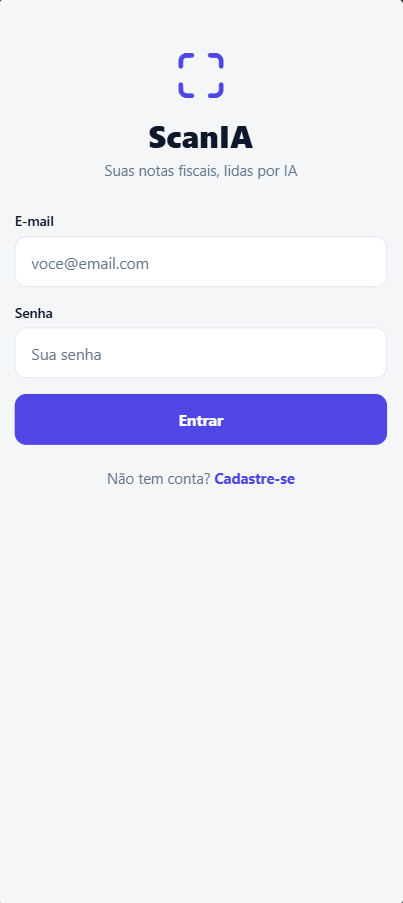 ScanIA
Suas notas fiscais, lidas por IA
E-mail
voce@email.com
Senha
Sua senha
Entrar
Não tem conta? Cadastre-se